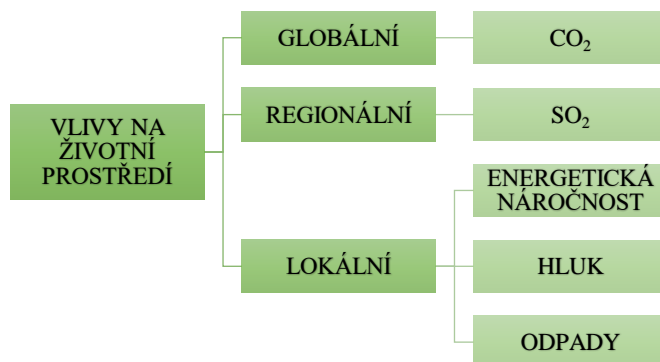 VLIVY NA
ŽIVOTNÍ
PROSTŘEDÍ
GLOBÁLNÍ
CO₂
REGIONÁLNÍ
SO₂
LOKÁLNÍ
ENERGETICKÁ
NÁROČNOST
HLUK
ODPADY